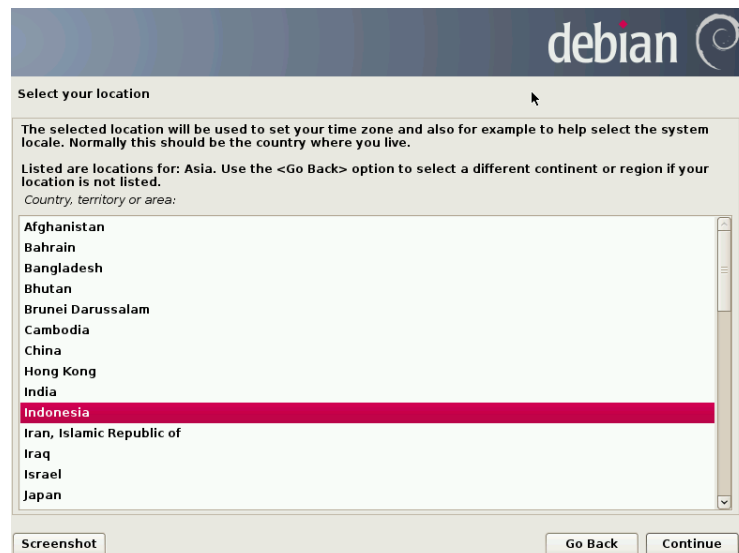 debian
Select your location
The selected location will be used to set your time zone and also for example to help select the system
locale. Normally this should be the country where you live.
Listed are locations for: Asia. Use the <Go Back> option to select a different continent or region if your
location is not listed.
Country, territory or area:
Afghanistan
Bahrain
Bangladesh
Bhutan
Brunei Darussalam
Cambodia
China
Hong Kong
India
Indonesia
Iran, Islamic Republic of
Iraq
Israel
Japan
Screenshot
Go Back
Continue